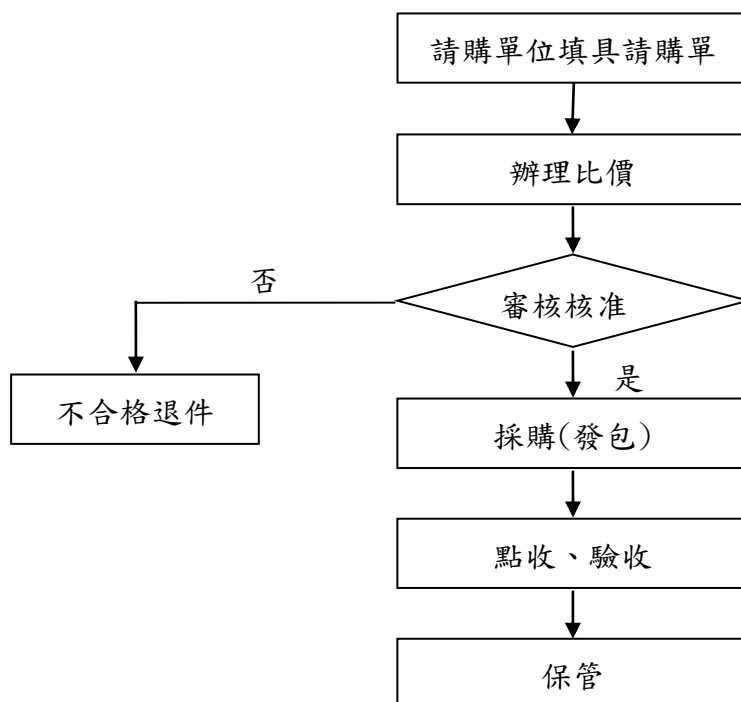 請購單位填具請購單
辦理比價
否
審核核准
是
不合格退件
採購(發包)
點收、驗收
保管